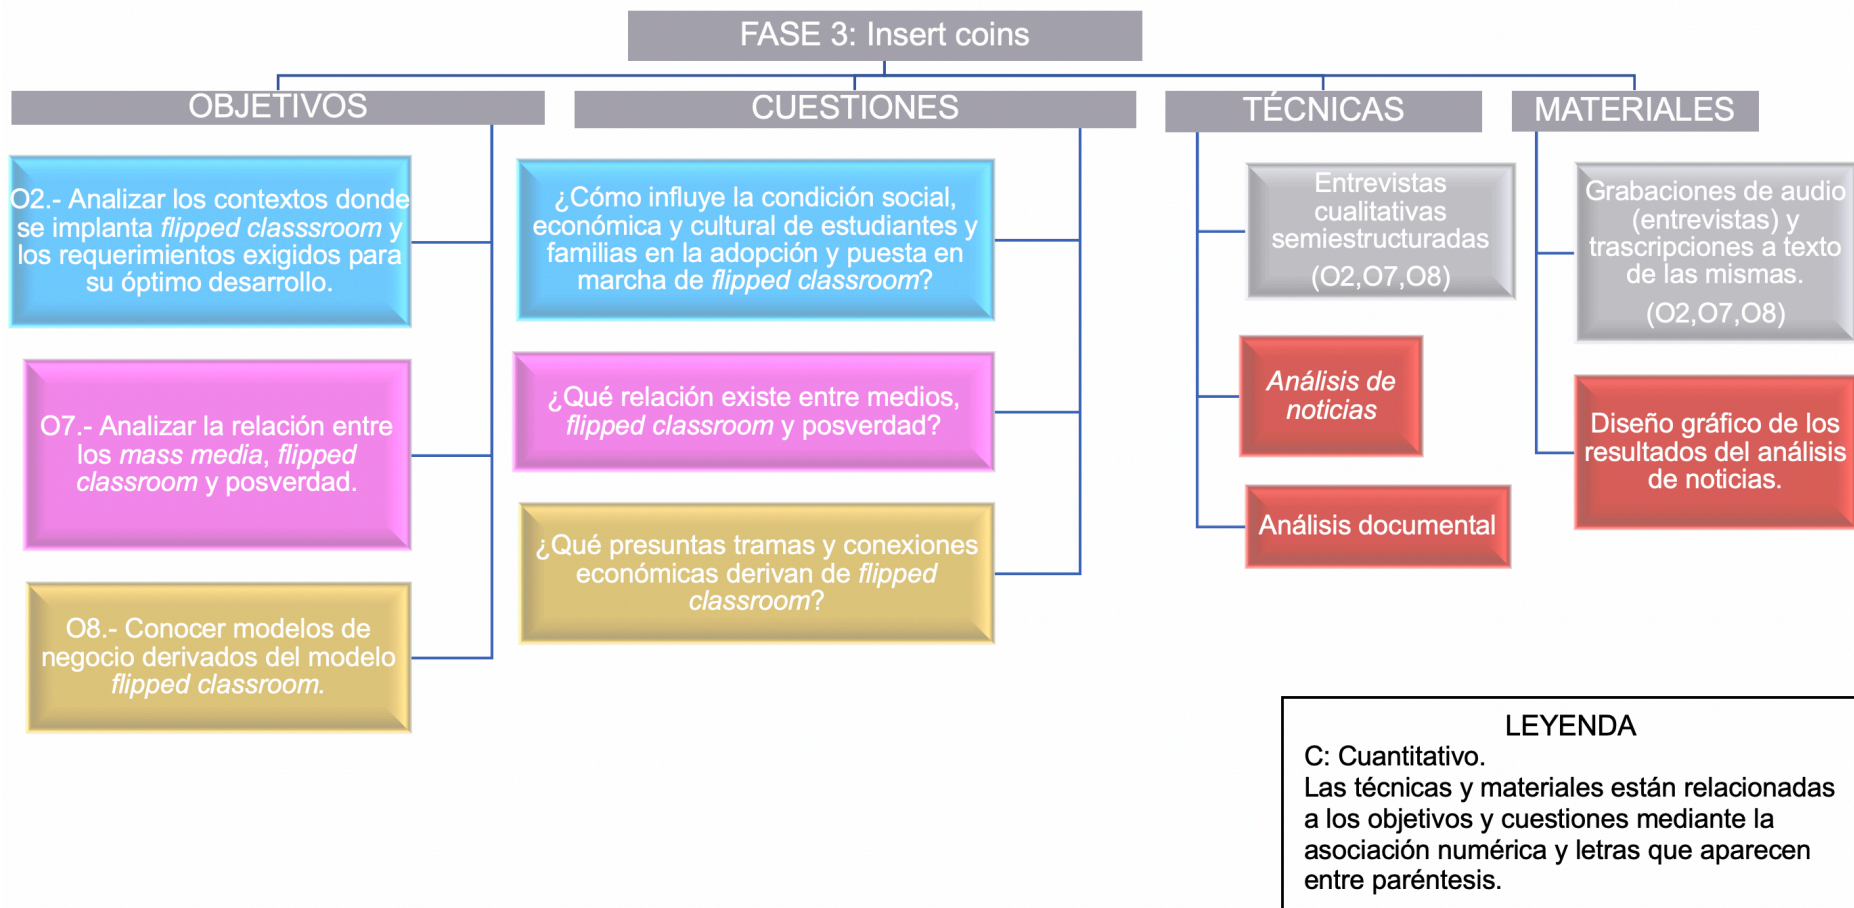 FASE 3: Insert coins
OBJETIVOS
O2.- Analizar los contextos donde
se implanta flipped classsroom y
los requerimientos exigidos para
su óptimo desarrollo.
O7.- Analizar la relación entre
los mass media, flipped
classroom y posverdad.
O8.- Conocer modelos de
negocio derivados del modelo
flipped classroom.
CUESTIONES
¿Cómo influye la condición social,
económica y cultural de estudiantes y
familias en la adopción y puesta en
marcha de flipped classroom?
¿Qué relación existe entre medios,
flipped classroom y posverdad?
¿Qué presuntas tramas y conexiones
económicas derivan de flipped
classroom?
TÉCNICAS
Entrevistas
cualitativas
semiestructuradas
(O2,O7,O8)
Análisis de
noticias
Análisis documental
MATERIALES
Grabaciones de audio
(entrevistas) y
trascripciones a texto
de las mismas.
(O2,O7,O8)
Diseño gráfico de los
resultados del análisis
de noticias.
LEYENDA
C: Cuantitativo.
Las técnicas y materiales están relacionadas
a los objetivos y cuestiones mediante la
asociación numérica y letras que aparecen
entre paréntesis.